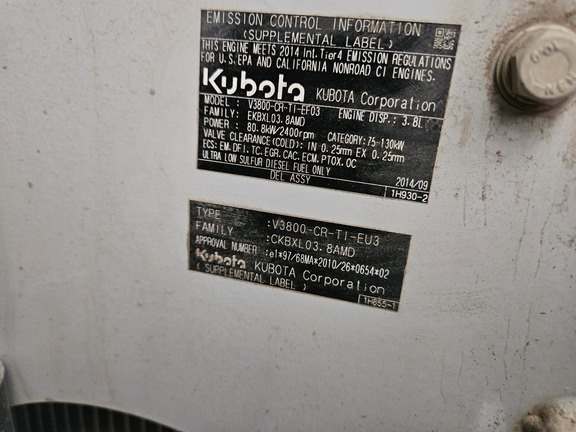 EMISSION CONTROL INFORMATION
(SUPPLEMENTAL LABEL)
THIS ENGINE MEETS 2014 Int.Tier4 EMISSION REGULATIONS
FOR U.S.EPA AND CALIFORNIA NONROAD CI ENGINES.
Kubota KUBOTA Corporation
MODEL : V3800-CR-TI-EF03 ENGINE DISP.: 3.8L
FAMILY: EKBXL03.8AMD
POWER : 80.8kW/2400rpm CATEGORY:75-130kW
VALVE CLEARANCE(COLD): IN 0.25mm EX 0.25mm
ECS: EM.DFI.TC.EGR.CAC.ECM.PTOX.OC
ULTRA LOW SULFUR DIESEL FUEL ONLY
2014/09
DEL ASSY
1H930-2
TYPE :V3800-CR-TI-EU3
FAMILY :CKBXL03.8AMD
APPROVAL NUMBER :e1*97/68MA*2010/26*0654*02
Kubota KUBOTA Corporation
(SUPPLEMENTAL LABEL)
1H855-1